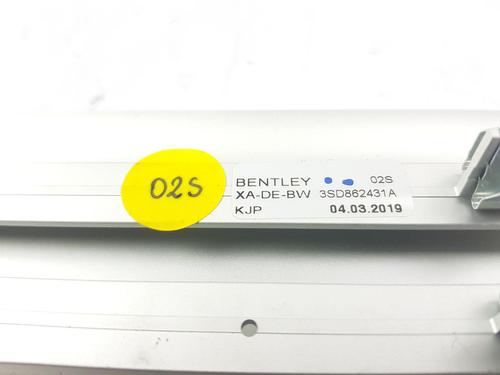 02S
BENTLEY 02S
XA-DE-BW 3SD862431A
KJP 04.03.2019